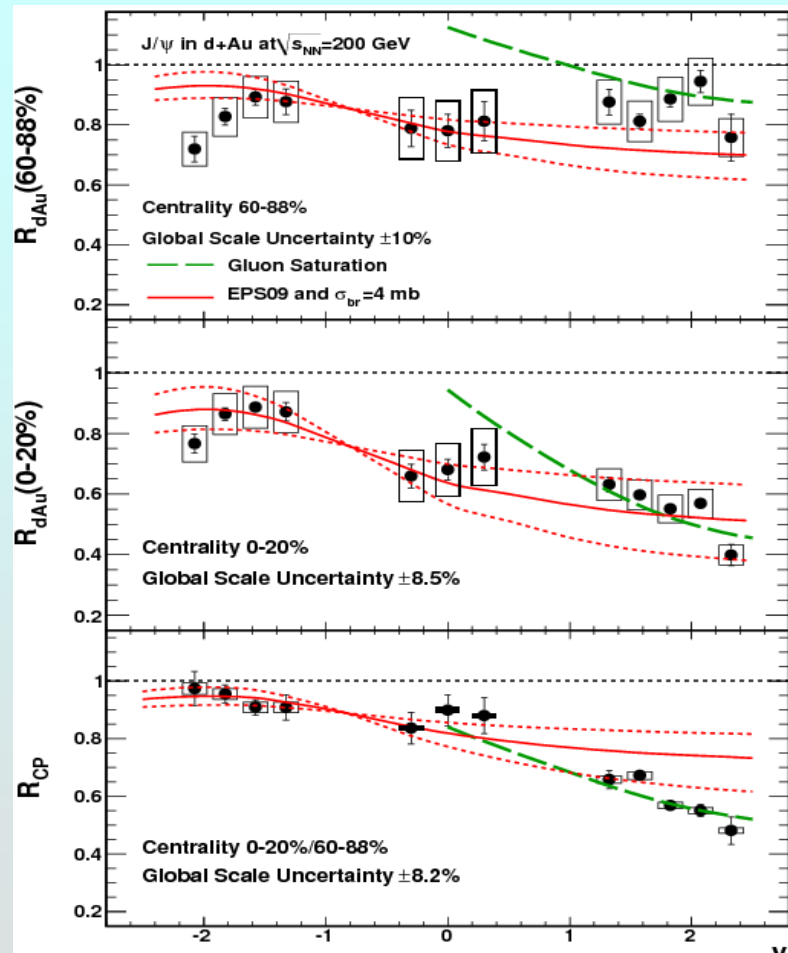 J/ψ in d+Au at √s_NN=200 GeV
1
0.8
0.6
0.4
0.2
R_dAu(60-88%)
Centrality 60-88%
Global Scale Uncertainty ±10%
Gluon Saturation
EPS09 and σ_br=4 mb
1
0.8
0.6
0.4
0.2
R_dAu(0-20%)
Centrality 0-20%
Global Scale Uncertainty ±8.5%
1
0.8
0.6
0.4
0.2
R_CP
Centrality 0-20%/60-88%
Global Scale Uncertainty ±8.2%
-2 -1 0 1 2